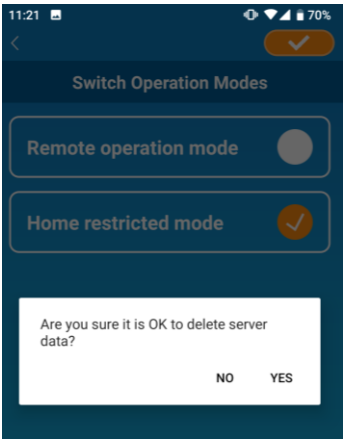 11:21 70%
Switch Operation Modes
Remote operation mode
Home restricted mode
Are you sure it is OK to delete server
data?
NO YES